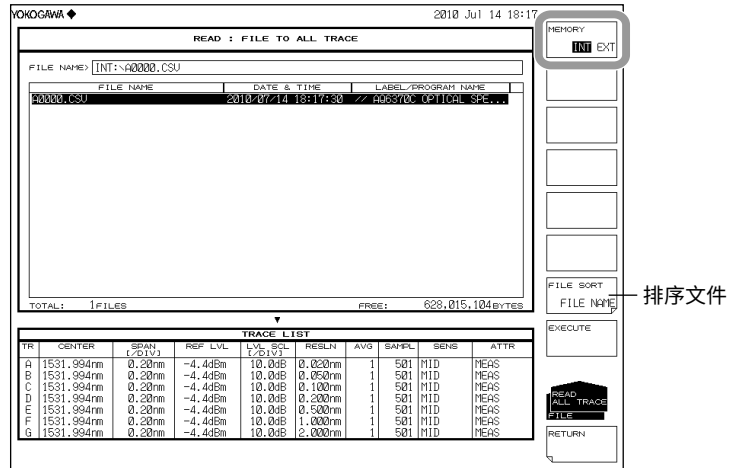 YOKOGAWA ◆ 2010 Jul 14 18:17
READ : FILE TO ALL TRACE
FILE NAME> INT:\A0000.CSV
FILE NAME DATE & TIME LABEL/PROGRAM NAME
A0000.CSV 2010/07/14 18:17:30 // AQ6370C OPTICAL SPE...
TOTAL: 1FILES FREE: 628,015,104BYTES
▼
TRACE LIST
TR CENTER SPAN [/DIV] REF LVL LVL SCL [/DIV] RESLN AVG SAMPL SENS ATTR
A 1531.994nm 0.20nm -4.4dBm 10.0dB 0.020nm 1 501 MID MEAS
B 1531.994nm 0.20nm -4.4dBm 10.0dB 0.050nm 1 501 MID MEAS
C 1531.994nm 0.20nm -4.4dBm 10.0dB 0.100nm 1 501 MID MEAS
D 1531.994nm 0.20nm -4.4dBm 10.0dB 0.200nm 1 501 MID MEAS
E 1531.994nm 0.20nm -4.4dBm 10.0dB 0.500nm 1 501 MID MEAS
F 1531.994nm 0.20nm -4.4dBm 10.0dB 1.000nm 1 501 MID MEAS
G 1531.994nm 0.20nm -4.4dBm 10.0dB 2.000nm 1 501 MID MEAS
MEMORY
INT EXT
FILE SORT
FILE NAME
排序文件
EXECUTE
READ
ALL TRACE
FILE
RETURN